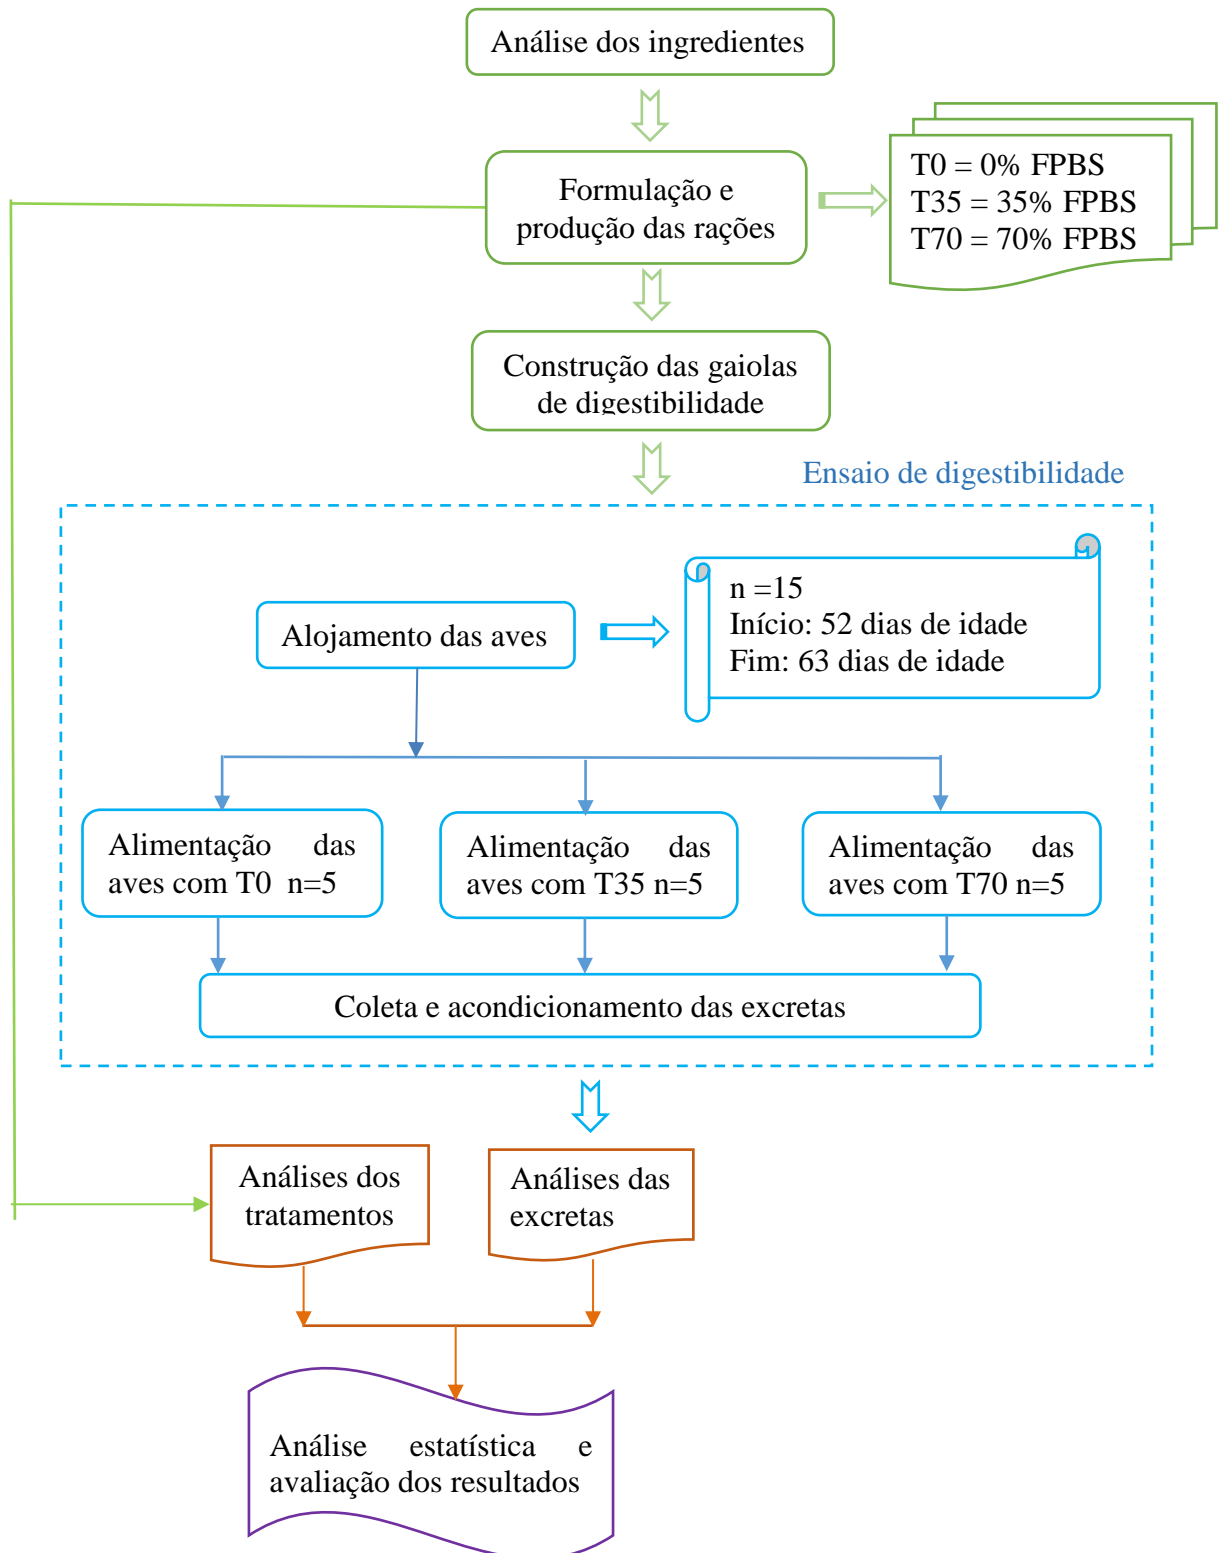 Análise dos ingredientes
Formulação e
produção das rações
T0 = 0% FPBS
T35 = 35% FPBS
T70 = 70% FPBS
Construção das gaiolas
de digestibilidade
Ensaio de digestibilidade
Alojamento das aves
n =15
Início: 52 dias de idade
Fim: 63 dias de idade
Alimentação das
aves com T0 n=5
Alimentação das
aves com T35 n=5
Alimentação das
aves com T70 n=5
Coleta e acondicionamento das excretas
Análises dos
tratamentos
Análises das
excretas
Análise estatística e
avaliação dos resultados